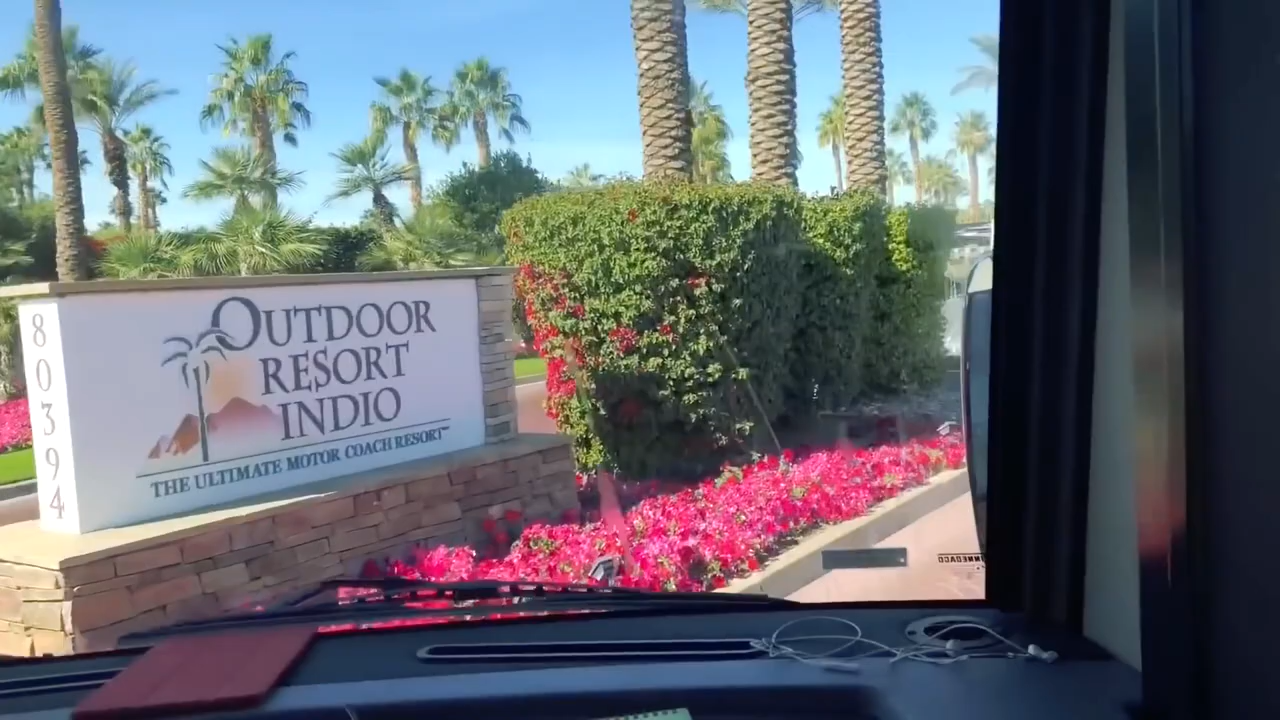 80394
OUTDOOR
RESORT
INDIO
THE ULTIMATE MOTOR COACH RESORT